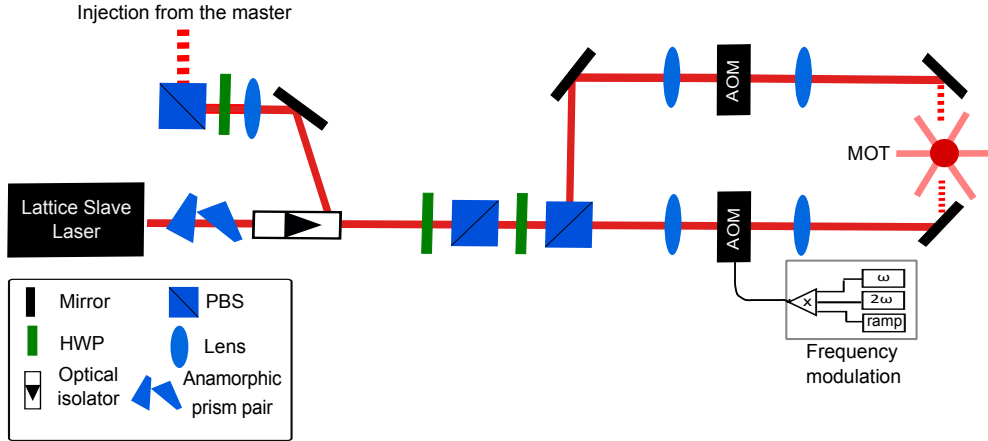 Injection from the master
AOM
MOT
Lattice Slave
Laser
AOM
ω
2ω
ramp
x
Frequency
modulation
Mirror
PBS
HWP
Lens
Optical
isolator
Anamorphic
prism pair